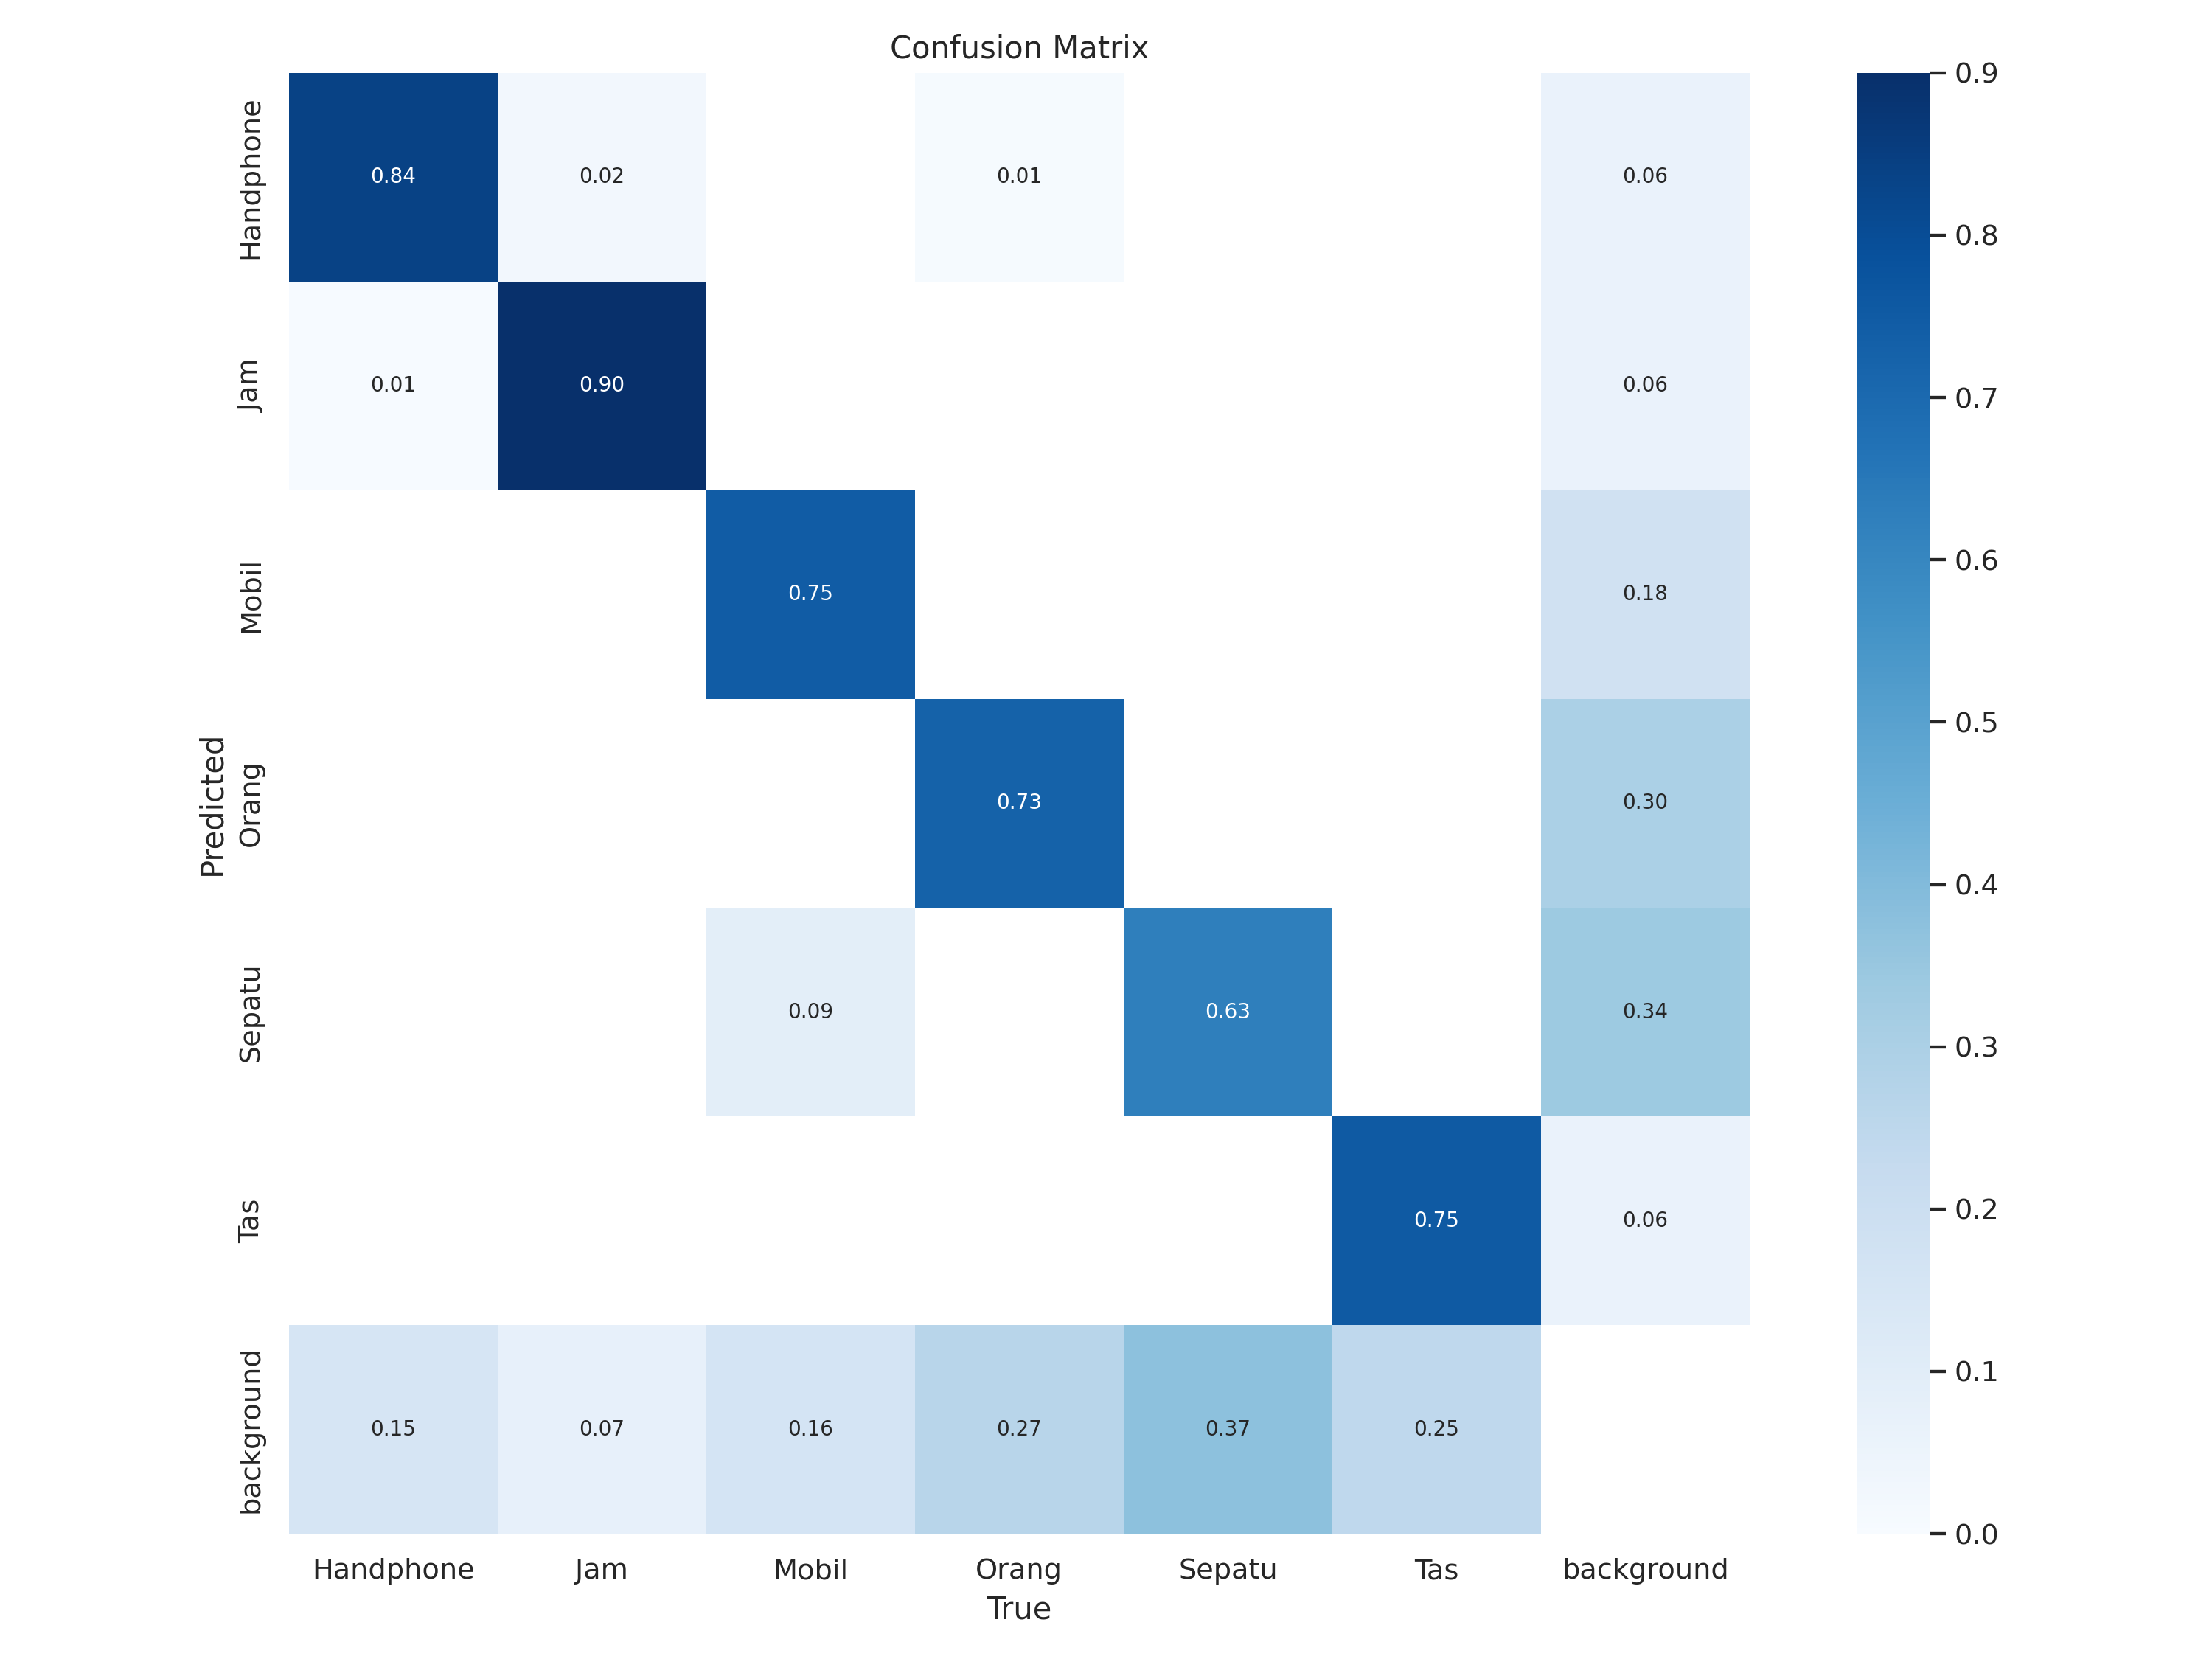 Confusion Matrix
Handphone 0.84 0.02 0.01 0.06
Jam 0.01 0.90 0.06
Mobil 0.75 0.18
Orang 0.73 0.30
Sepatu 0.09 0.63 0.34
Tas 0.75 0.06
background 0.15 0.07 0.16 0.27 0.37 0.25
Predicted
Handphone Jam Mobil Orang Sepatu Tas background
True
0.9
0.8
0.7
0.6
0.5
0.4
0.3
0.2
0.1
0.0